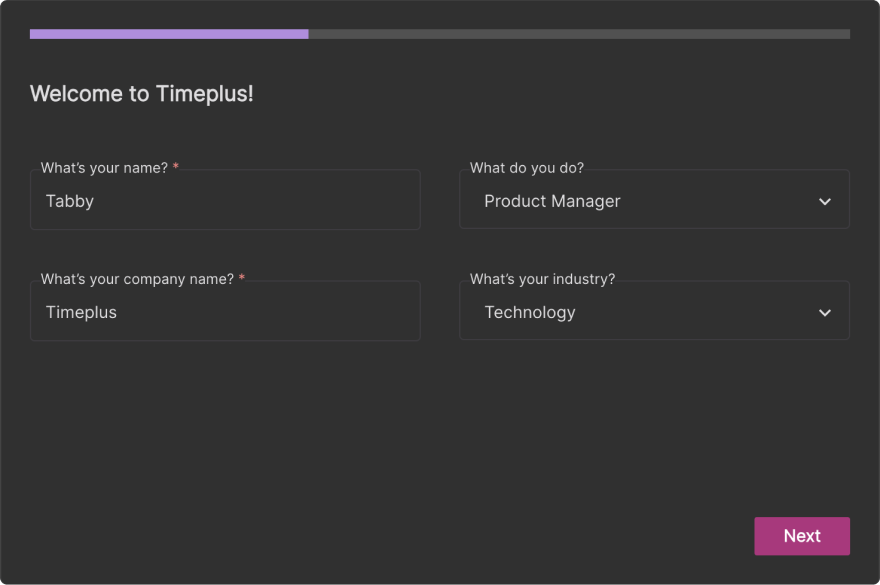 Welcome to Timeplus!
What's your name? *
Tabby
What do you do?
Product Manager
What's your company name? *
Timeplus
What's your industry?
Technology
Next